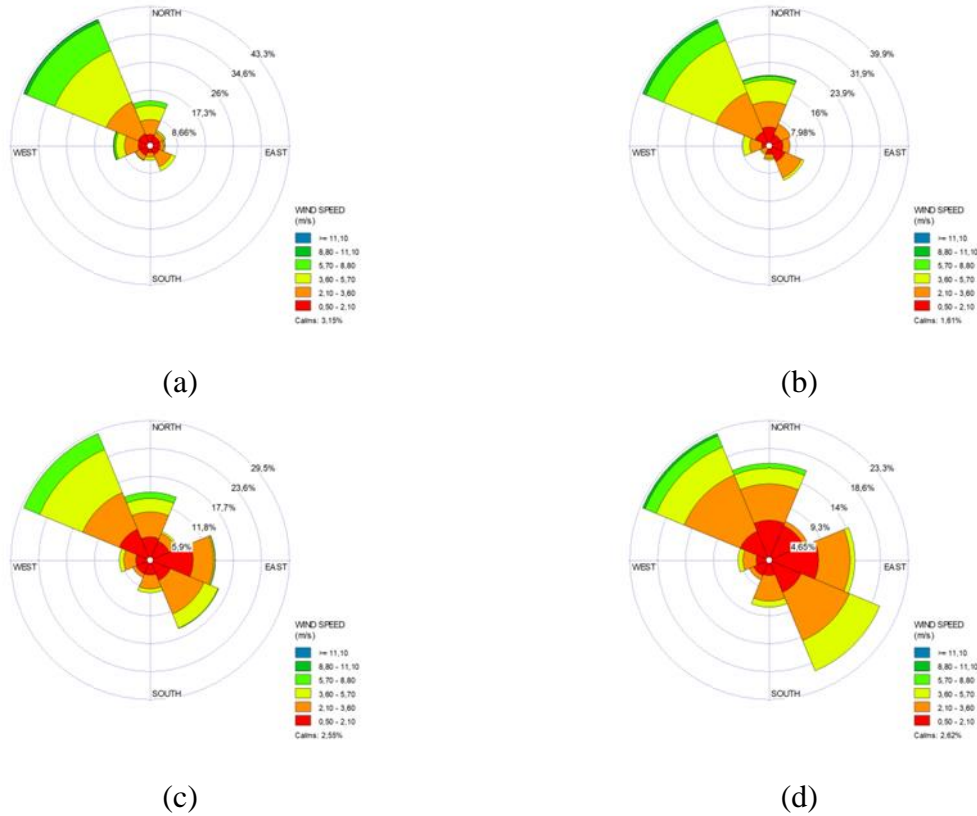 NORTH
43,3%
34,6%
26%
17,3%
8,66%
WEST
EAST
SOUTH
WIND SPEED
(m/s)
>= 11,10
8,80 - 11,10
5,70 - 8,80
3,60 - 5,70
2,10 - 3,60
0,50 - 2,10
Calms: 3,15%
(a)
NORTH
39,9%
31,9%
23,9%
16%
7,98%
WEST
EAST
SOUTH
WIND SPEED
(m/s)
>= 11,10
8,80 - 11,10
5,70 - 8,80
3,60 - 5,70
2,10 - 3,60
0,50 - 2,10
Calms: 1,61%
(b)
NORTH
29,5%
23,6%
17,7%
11,8%
5,9%
WEST
EAST
SOUTH
WIND SPEED
(m/s)
>= 11,10
8,80 - 11,10
5,70 - 8,80
3,60 - 5,70
2,10 - 3,60
0,50 - 2,10
Calms: 2,55%
(c)
NORTH
23,3%
18,6%
14%
9,3%
4,65%
WEST
EAST
SOUTH
WIND SPEED
(m/s)
>= 11,10
8,80 - 11,10
5,70 - 8,80
3,60 - 5,70
2,10 - 3,60
0,50 - 2,10
Calms: 2,62%
(d)